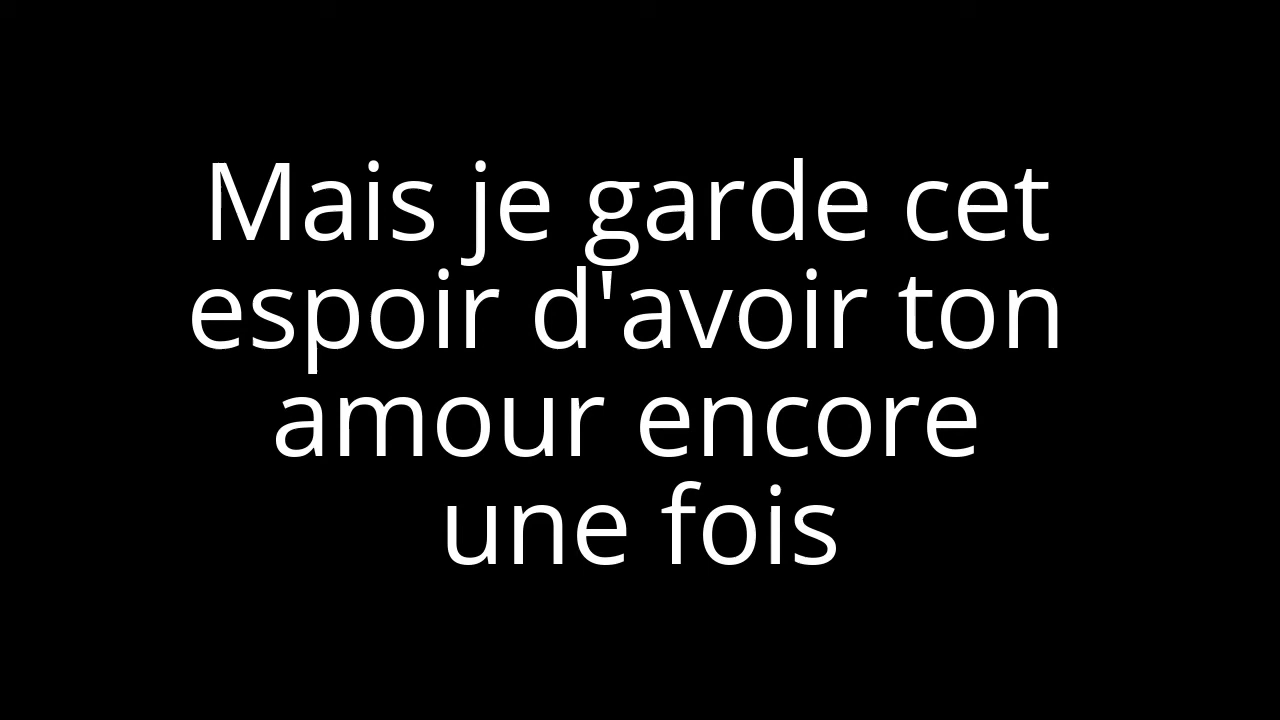 Mais je garde cet
espoir d'avoir ton
amour encore
une fois